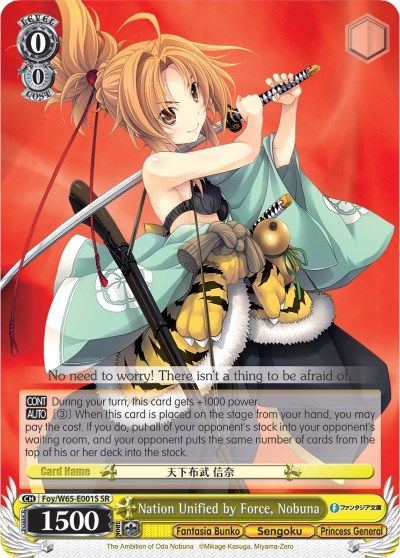 LEVEL
0
0
COST
No need to worry! There isn't a thing to be afraid of.
CONT During your turn, this card gets +1000 power.
AUTO [③] When this card is placed on the stage from your hand, you may
pay the cost. If you do, put all of your opponent's stock into your opponent's
waiting room, and your opponent puts the same number of cards from the
top of his or her deck into his or her stock.
Card Name 天下布武 信奈
CH Foy/W65-E001S SR
POWER 1500
Nation Unified by Force, Nobuna
ファンタジア文庫
Fantasia Bunko Sengoku Princess General
The Ambition of Oda Nobuna ©Mikage Kasuga, Miyama-Zero